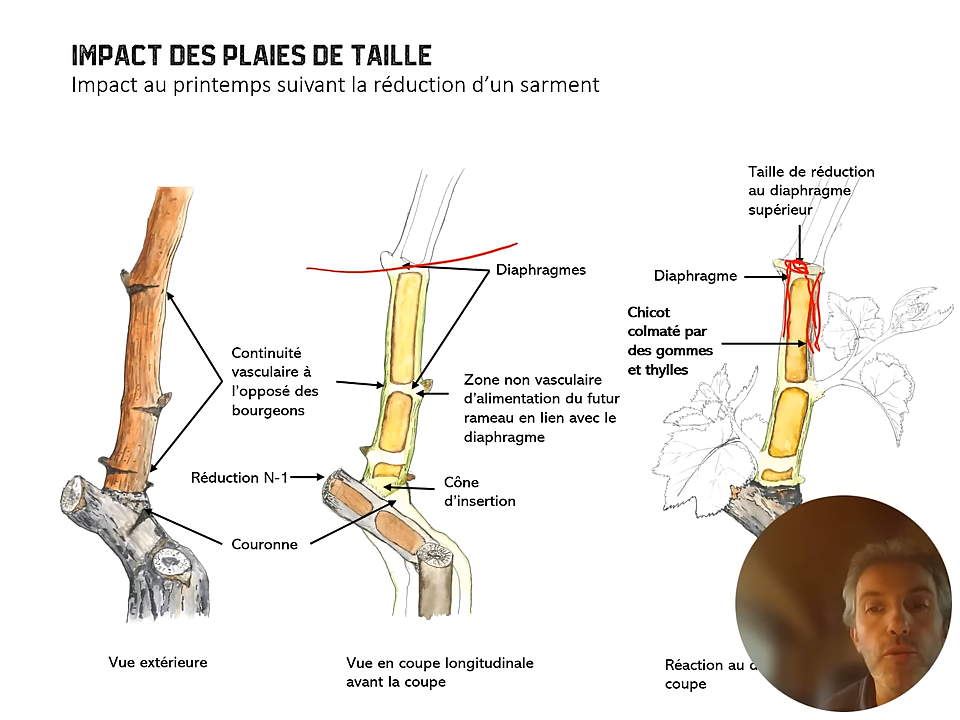 IMPACT DES PLAIES DE TAILLE
Impact au printemps suivant la réduction d’un sarment
Taille de réduction
au diaphragme
supérieur
Diaphragmes
Diaphragme
Chicot
colmaté par
des gommes
et thylles
Continuité
vasculaire à
l’opposé des
bourgeons
Zone non vasculaire
d’alimentation du futur
rameau en lien avec le
diaphragme
Réduction N-1
Cône
d’insertion
Couronne
Vue extérieure
Vue en coupe longitudinale
avant la coupe
Réaction au
coupe